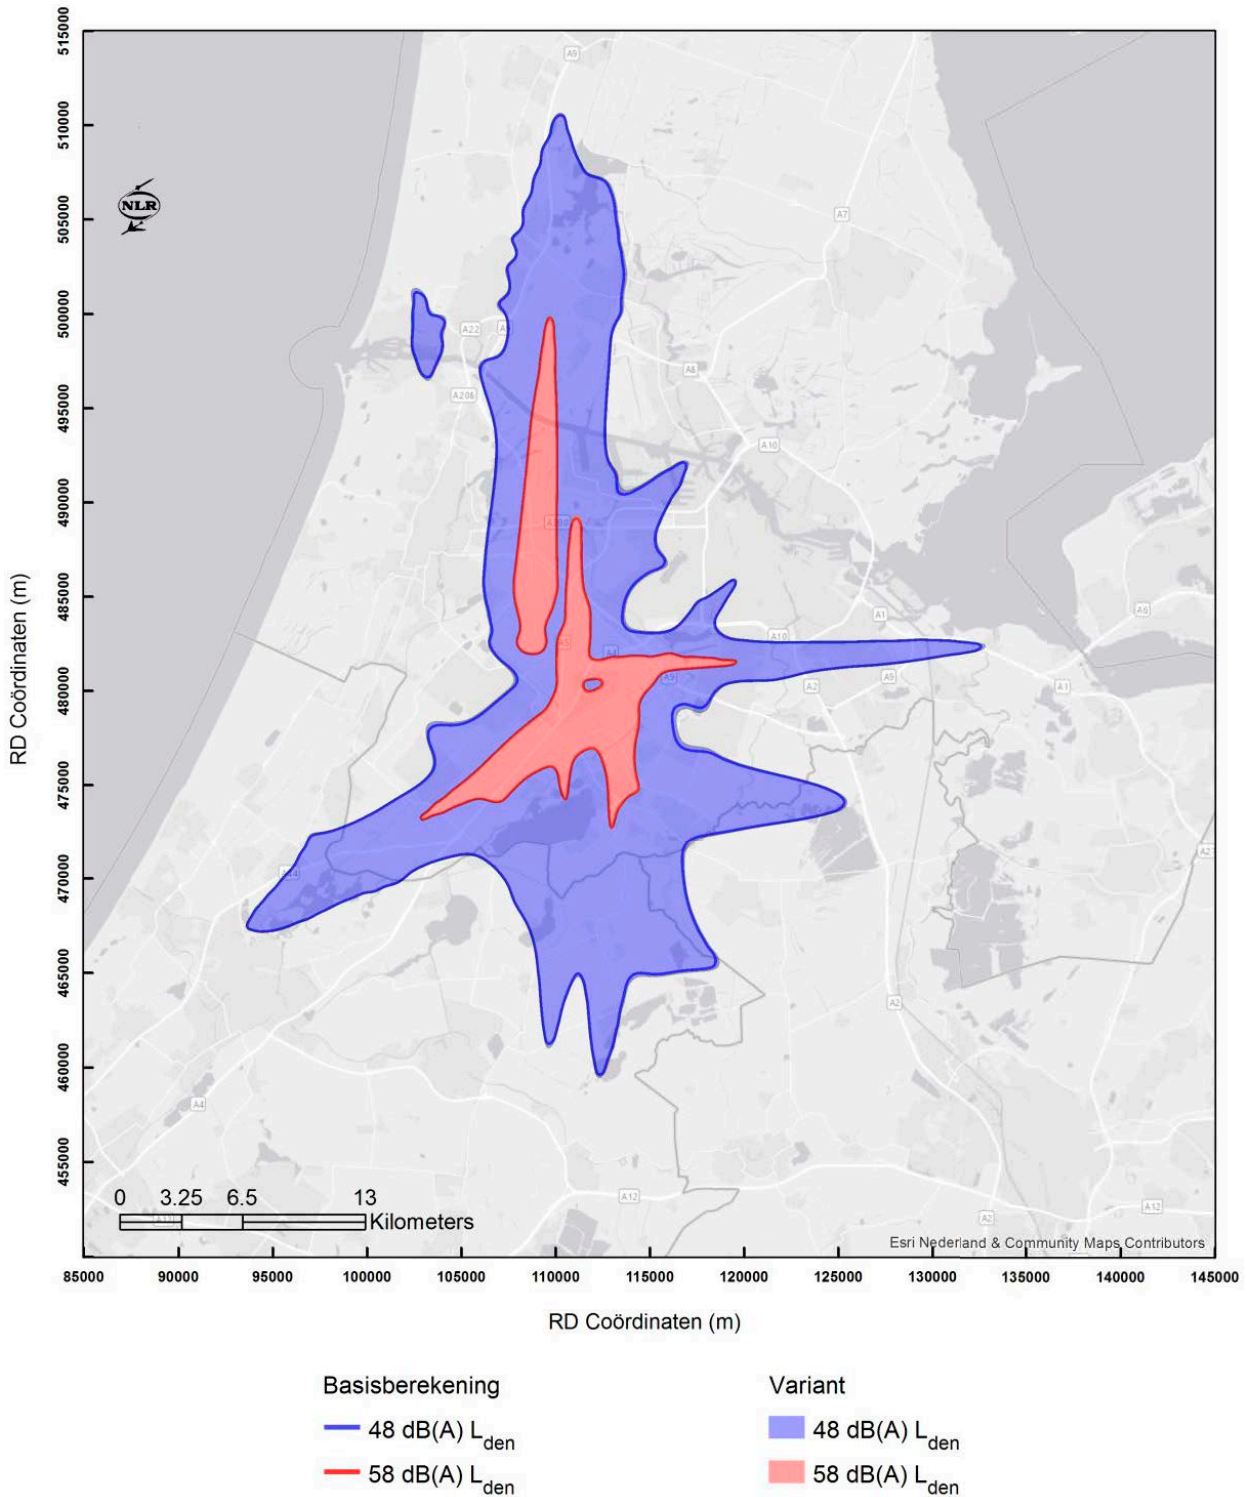 515000
510000
505000
500000
495000
490000
485000
480000
475000
470000
465000
460000
455000
RD Coördinaten (m)
NLR
A9
A7
A22
A208
A8
A10
A5
A4
A9
A10
A1
A6
A2
A9
A1
A44
A2
A4
A12
A2
A12
0 3.25 6.5 13
Kilometers
Esri Nederland & Community Maps Contributors
85000 90000 95000 100000 105000 110000 115000 120000 125000 130000 135000 140000 145000
RD Coördinaten (m)
Basisberekening
48 dB(A) Lden
58 dB(A) Lden
Variant
48 dB(A) Lden
58 dB(A) Lden